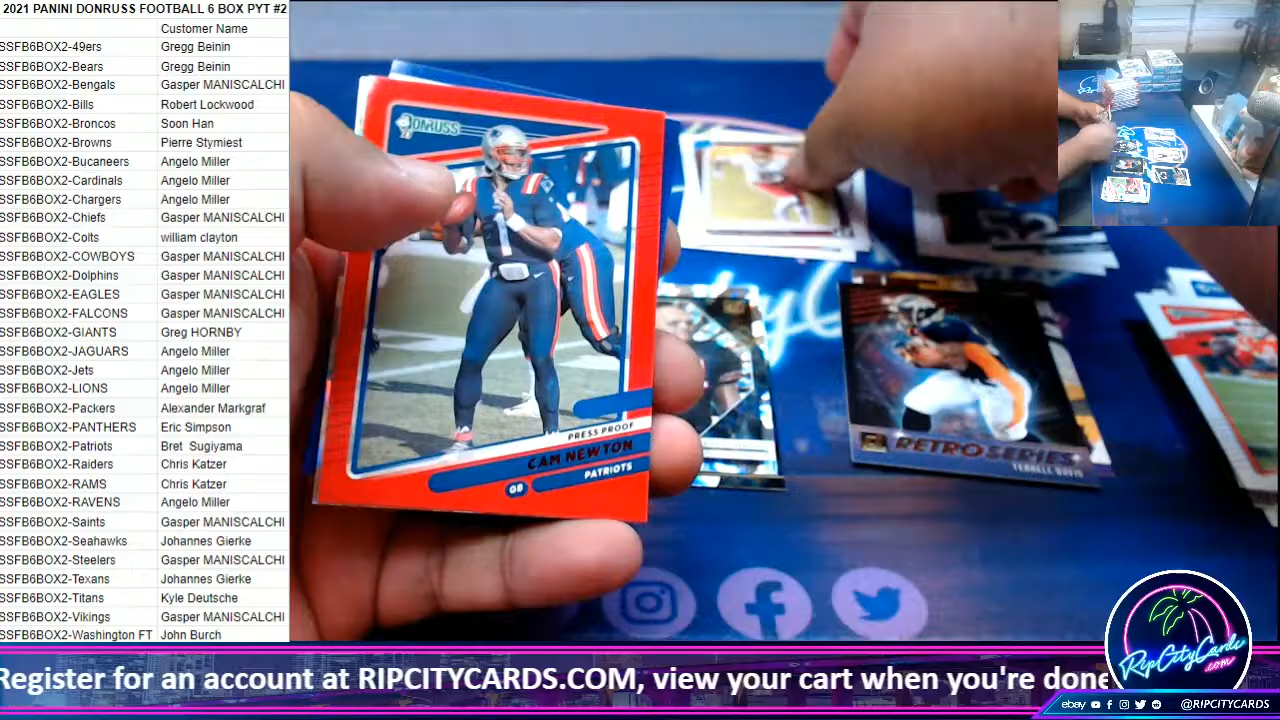 2021 PANINI DONRUSS FOOTBALL 6 BOX PYT #2
Customer Name
SSFB6BOX2-49ers Gregg Beinin
SSFB6BOX2-Bears Gregg Beinin
SSFB6BOX2-Bengals Gasper MANISCALCHI
SSFB6BOX2-Bills Robert Lockwood
SSFB6BOX2-Broncos Soon Han
SSFB6BOX2-Browns Pierre Stymiest
SSFB6BOX2-Bucaneers Angelo Miller
SSFB6BOX2-Cardinals Angelo Miller
SSFB6BOX2-Chargers Angelo Miller
SSFB6BOX2-Chiefs Gasper MANISCALCHI
SSFB6BOX2-Colts william clayton
SSFB6BOX2-COWBOYS Gasper MANISCALCHI
SSFB6BOX2-Dolphins Gasper MANISCALCHI
SSFB6BOX2-EAGLES Gasper MANISCALCHI
SSFB6BOX2-FALCONS Gasper MANISCALCHI
SSFB6BOX2-GIANTS Greg HORNBY
SSFB6BOX2-JAGUARS Angelo Miller
SSFB6BOX2-Jets Angelo Miller
SSFB6BOX2-LIONS Angelo Miller
SSFB6BOX2-Packers Alexander Markgraf
SSFB6BOX2-PANTHERS Eric Simpson
SSFB6BOX2-Patriots Bret Sugiyama
SSFB6BOX2-Raiders Chris Katzer
SSFB6BOX2-RAMS Chris Katzer
SSFB6BOX2-RAVENS Angelo Miller
SSFB6BOX2-Saints Gasper MANISCALCHI
SSFB6BOX2-Seahawks Johannes Gierke
SSFB6BOX2-Steelers Gasper MANISCALCHI
SSFB6BOX2-Texans Johannes Gierke
SSFB6BOX2-Titans Kyle Deutsche
SSFB6BOX2-Vikings Gasper MANISCALCHI
SSFB6BOX2-Washington FT John Burch
DONRUSS
1
PRESS PROOF
CAM NEWTON
PATRIOTS
QB
52
RETRO SERIES
TERRELL DAVIS
Register for an account at RIPCITYCARDS.COM, view your cart when you're done
RipCityCards
.com
ebay @RIPCITYCARDS